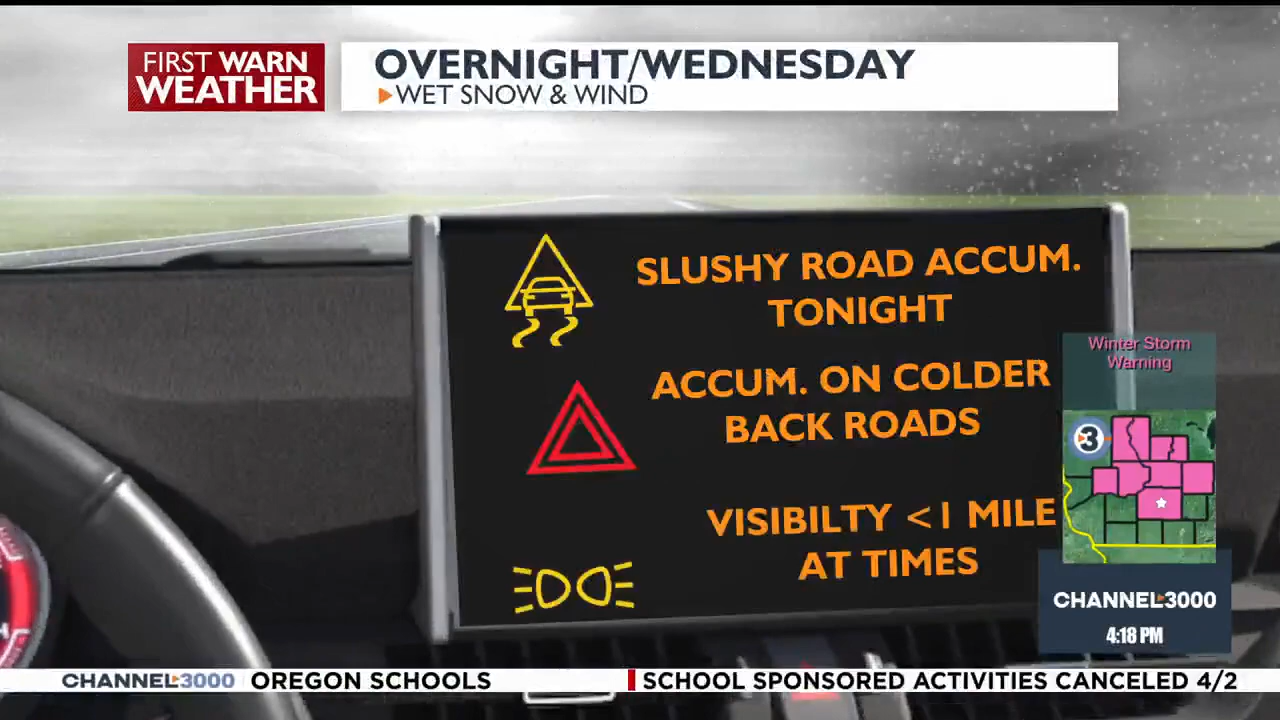 FIRST WARN
WEATHER
OVERNIGHT/WEDNESDAY
WET SNOW & WIND
SLUSHY ROAD ACCUM.
TONIGHT
ACCUM. ON COLDER
BACK ROADS
VISIBILTY <1 MILE
AT TIMES
Winter Storm
Warning
3
CHANNEL3000
4:18 PM
CHANNEL3000 OREGON SCHOOLS SCHOOL SPONSORED ACTIVITIES CANCELED 4/2